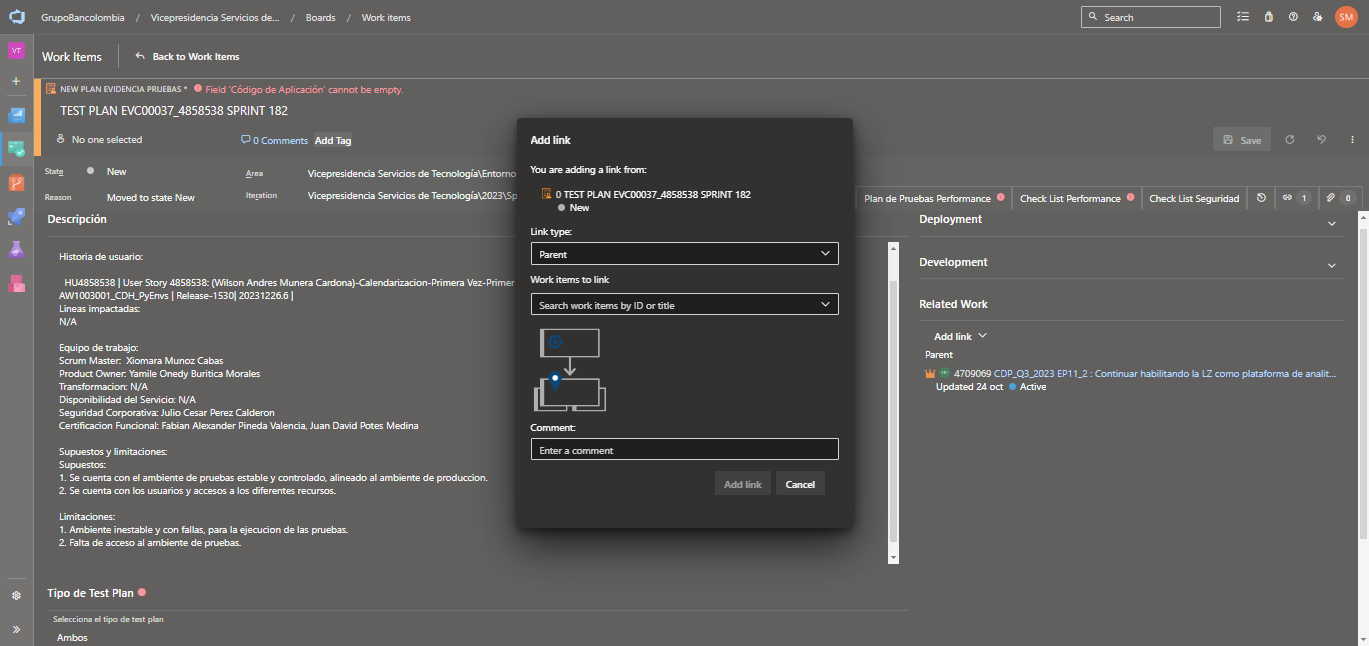 GrupoBancolombia / Vicepresidencia Servicios de... / Boards / Work items
Search
SM
VT
Work Items
Back to Work Items
NEW PLAN EVIDENCIA PRUEBAS * Field 'Código de Aplicación' cannot be empty.
TEST PLAN EVC00037_4858538 SPRINT 182
No one selected
0 Comments
Add Tag
Save
State
New
Area
Vicepresidencia Servicios de Tecnología\Entorno
Reason
Moved to state New
Iteration
Vicepresidencia Servicios de Tecnología\2023\Sp
Plan de Pruebas Performance
Check List Performance
Check List Seguridad
1
0
Descripción
Historia de usuario:
HU4858538 | User Story 4858538: (Wilson Andres Munera Cardona)-Calendarizacion-Primera Vez-Primer
AW1003001_CDH_PyEnvs | Release-1530| 20231226.6 |
Lineas impactadas:
N/A
Equipo de trabajo:
Scrum Master: Xiomara Munoz Cabas
Product Owner: Yamile Onedy Buritica Morales
Transformacion: N/A
Disponibilidad del Servicio: N/A
Seguridad Corporativa: Julio Cesar Perez Calderon
Certificacion Funcional: Fabian Alexander Pineda Valencia, Juan David Potes Medina
Supuestos y limitaciones:
Supuestos:
1. Se cuenta con el ambiente de pruebas estable y controlado, alineado al ambiente de produccion.
2. Se cuenta con los usuarios y accesos a los diferentes recursos.
Limitaciones:
1. Ambiente inestable y con fallas, para la ejecucion de las pruebas.
2. Falta de acceso al ambiente de pruebas.
Tipo de Test Plan
Selecciona el tipo de test plan
Ambos
Add link
You are adding a link from:
0 TEST PLAN EVC00037_4858538 SPRINT 182
New
Link type:
Parent
Work items to link
Search work items by ID or title
Comment:
Enter a comment
Add link
Cancel
Deployment
Development
Related Work
Add link
Parent
4709069 CDP_Q3_2023 EP11_2 : Continuar habilitando la LZ como plataforma de analit...
Updated 24 oct
Active